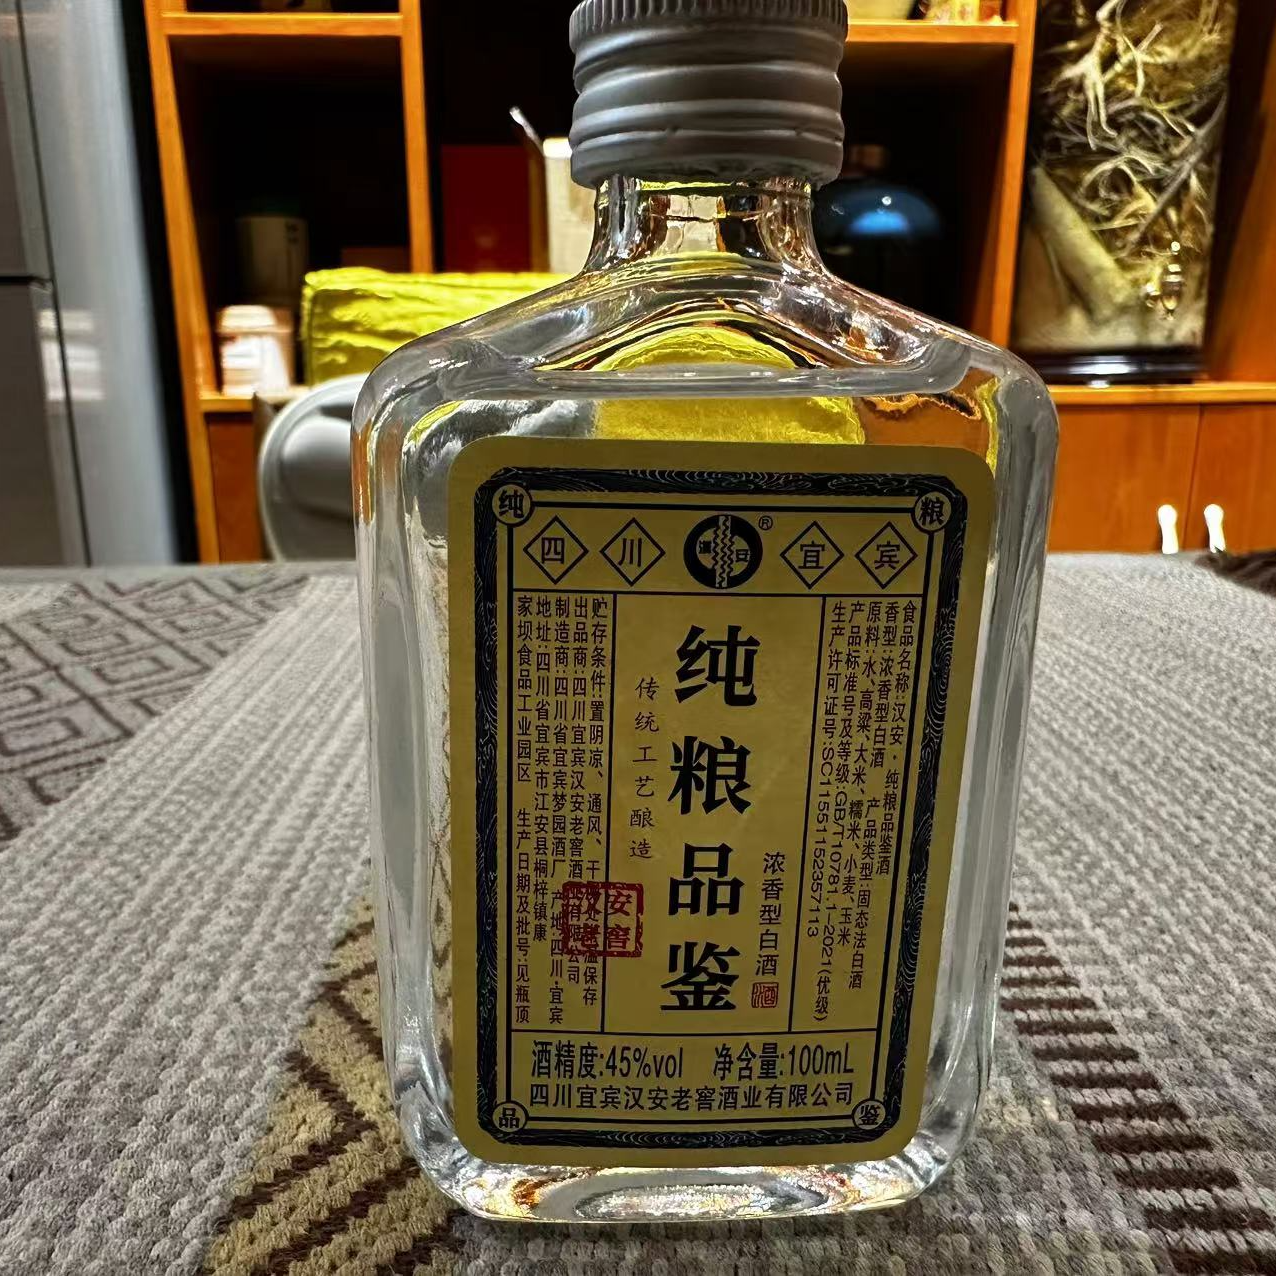 纯
粮
四川
漢安
®
宜宾
食品名称:汉安·纯粮品鉴酒
香型:浓香型白酒 产品类型:固态法白酒
原料:水、高粱、大米、糯米、小麦、玉米
产品标准号及等级:GB/T10781.1-2021(优级)
生产许可证号:SC11551152357113
纯粮品鉴
浓香型白酒
酒
传统工艺酿造
汉安老窖
贮存条件:置阴凉、通风、干燥处常温保存
出品商:四川宜宾汉安老窖酒业有限公司
制造商:四川省宜宾梦园酒厂 产地:四川·宜宾
地址:四川省宜宾市江安县桐梓镇康
家坝食品工业园区 生产日期及批号:见瓶顶
酒精度:45%vol 净含量:100mL
四川宜宾汉安老窖酒业有限公司
品
鉴